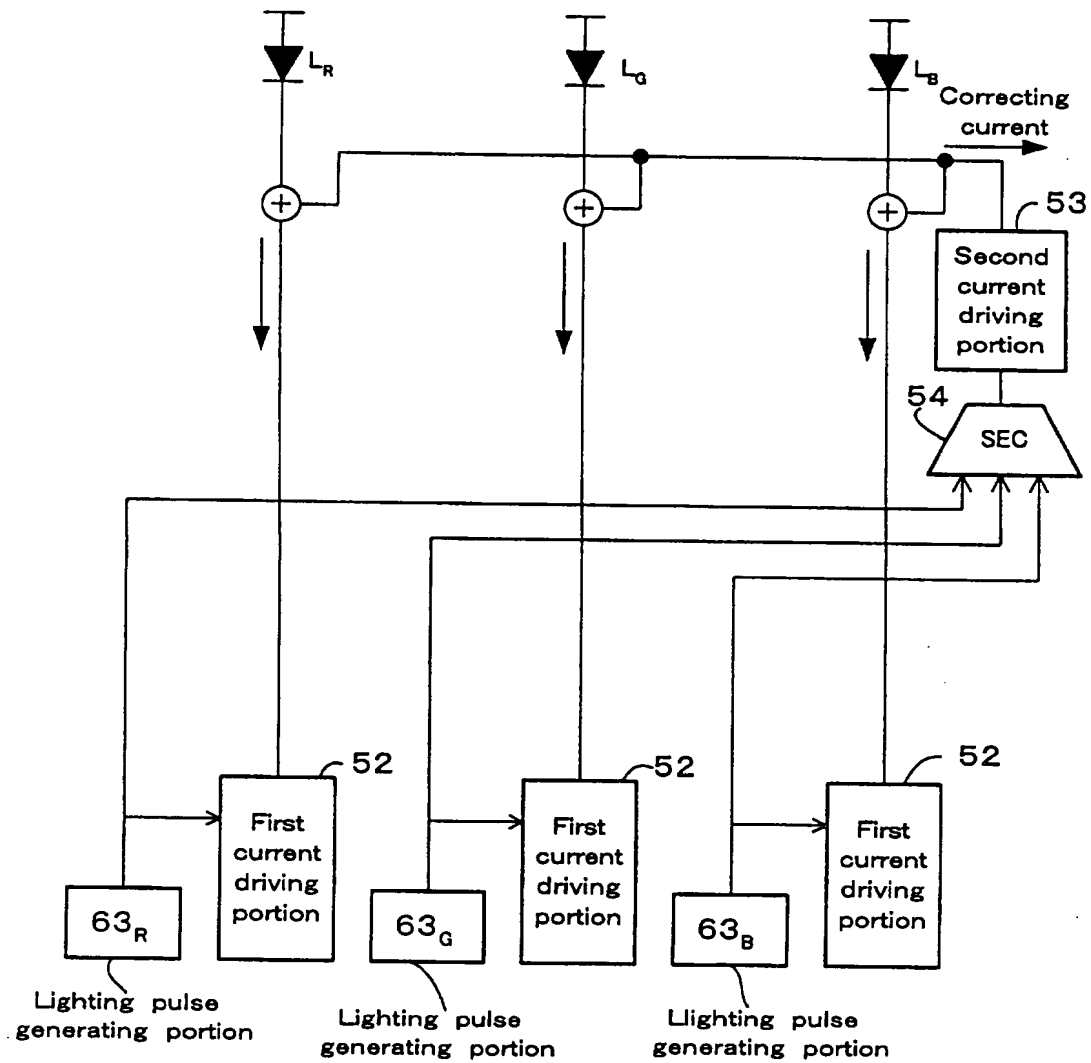 L_R
L_G
L_B
Correcting
current
53
Second
current
driving
portion
54
SEC
52
First
current
driving
portion
52
First
current
driving
portion
52
First
current
driving
portion
63_R
63_G
63_B
Lighting pulse
generating portion
Lighting pulse
generating portion
Llighting pulse
generating portion